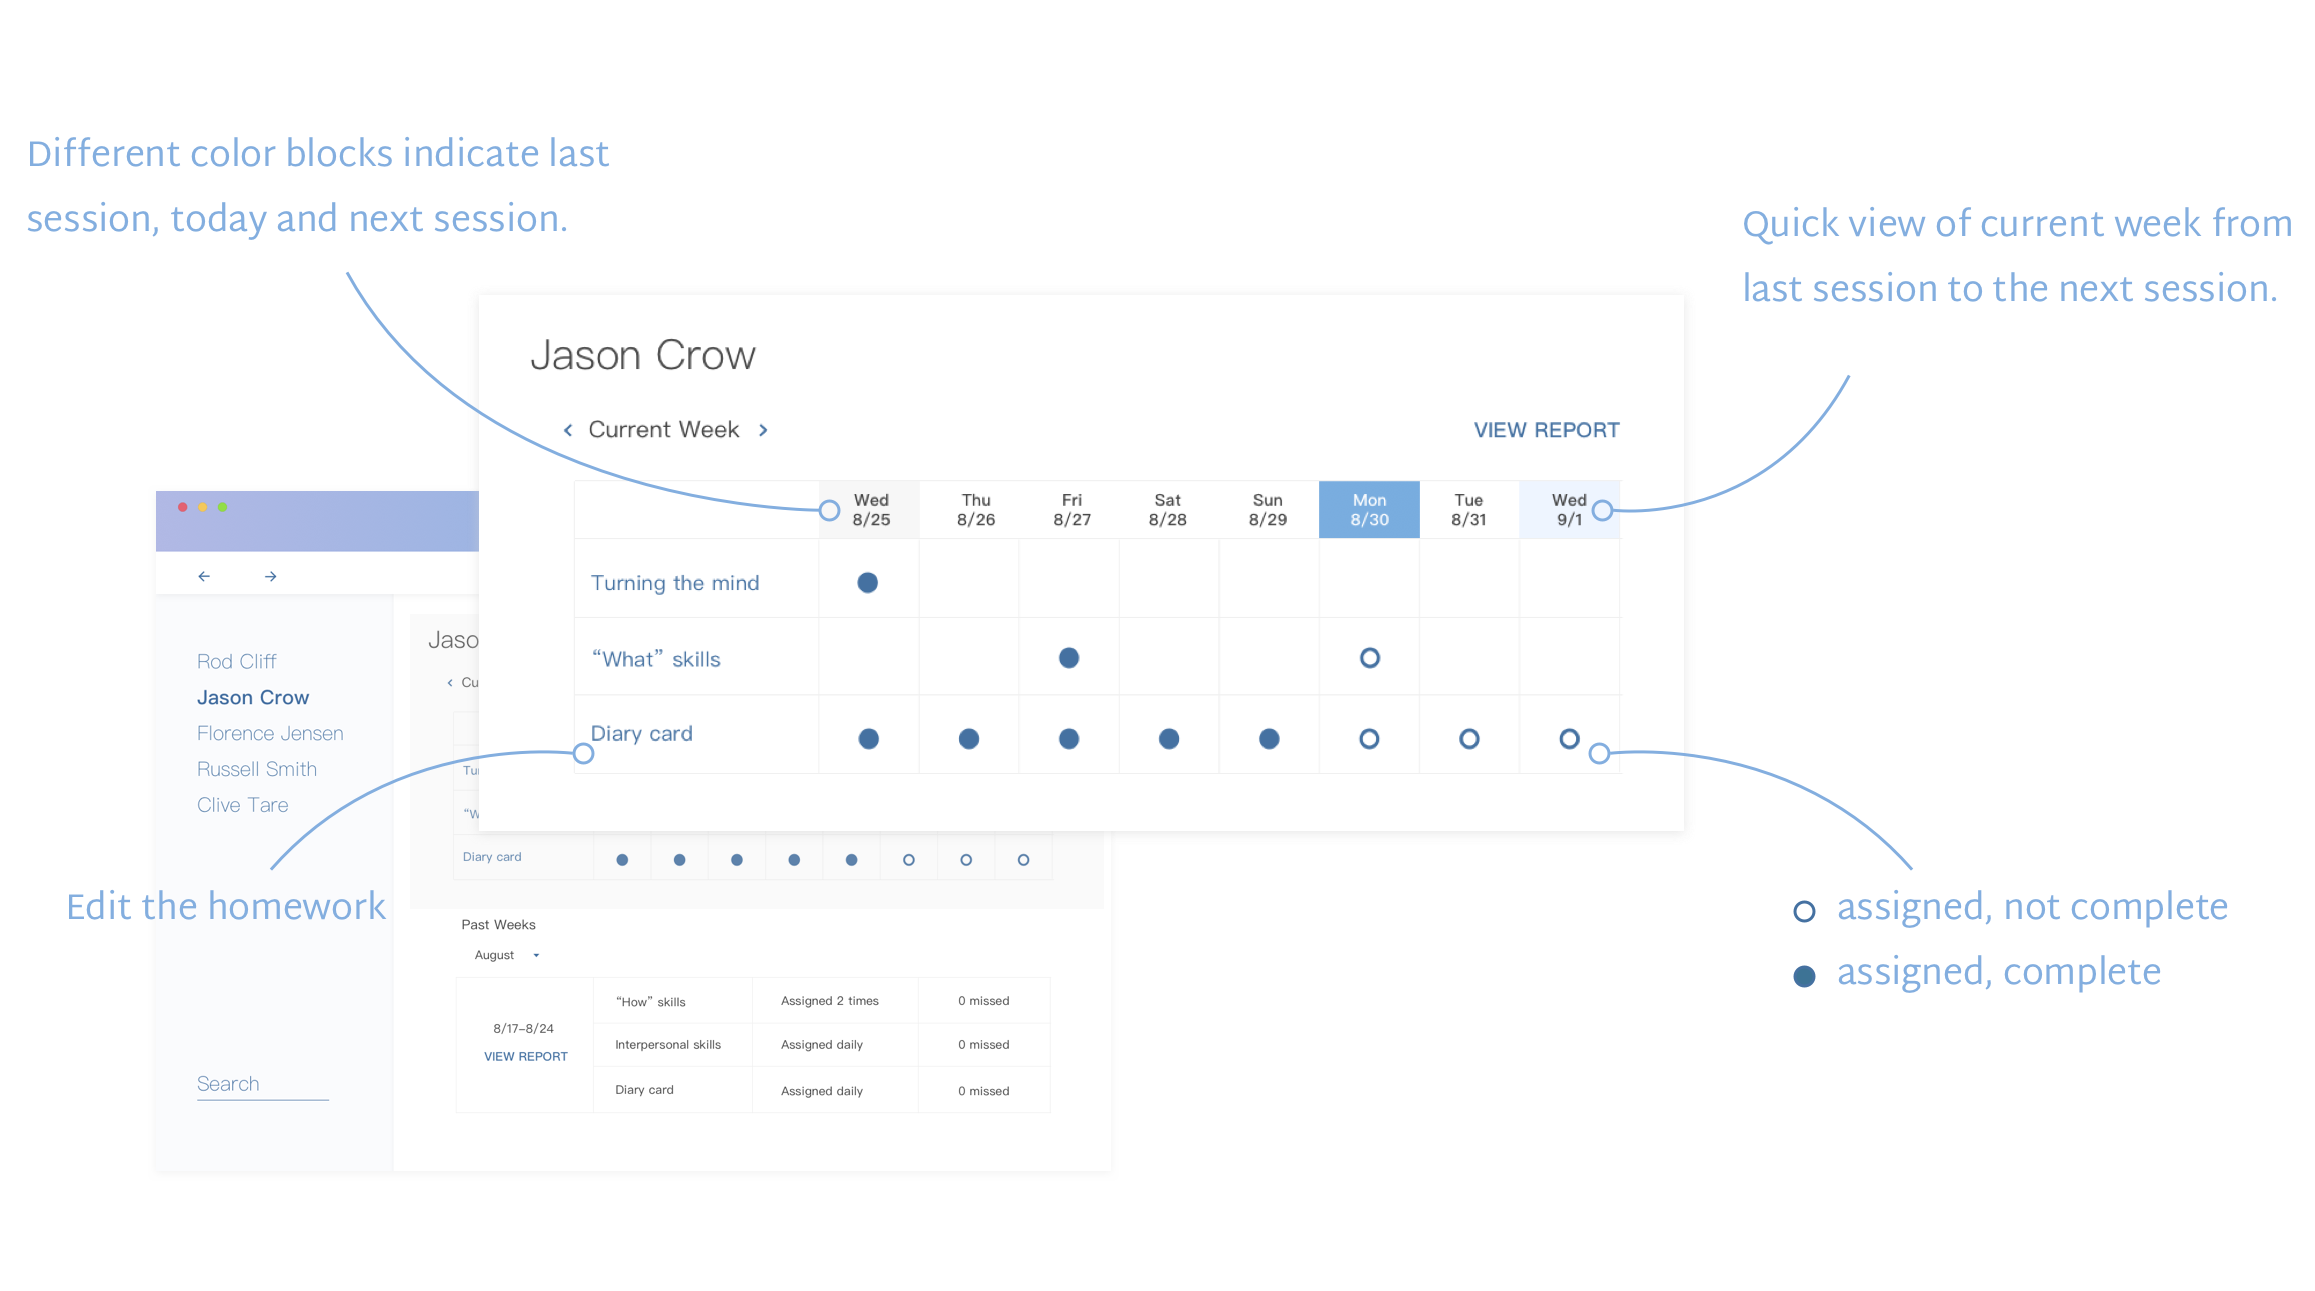 Different color blocks indicate last
session, today and next session.
Quick view of current week from
last session to the next session.
Jason Crow
< Current Week >
VIEW REPORT
Wed Thu Fri Sat Sun Mon Tue Wed
8/25 8/26 8/27 8/28 8/29 8/30 8/31 9/1
Turning the mind
“What” skills
Diary card
Rod Cliff
Jason Crow
Florence Jensen
Russell Smith
Clive Tare
Search
Jaso
< Cu
Tu
“W
Diary card
Edit the homework
assigned, not complete
assigned, complete
Past Weeks
August
8/17–8/24
VIEW REPORT
“How” skills Assigned 2 times 0 missed
Interpersonal skills Assigned daily 0 missed
Diary card Assigned daily 0 missed